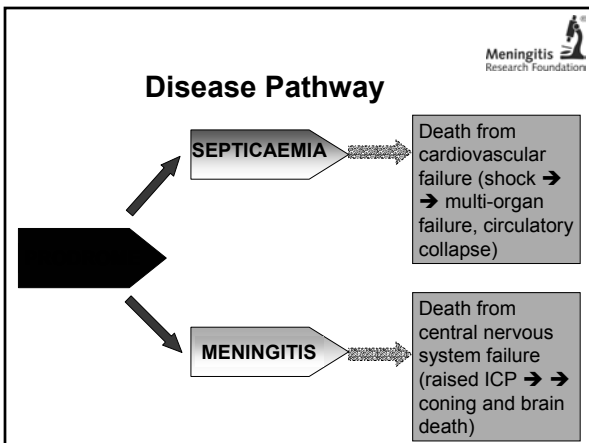 Meningitis
Research Foundation
Disease Pathway
SEPTICAEMIA
Death from
cardiovascular
failure (shock ➔
➔ multi-organ
failure, circulatory
collapse)
MENINGITIS
Death from
central nervous
system failure
(raised ICP ➔ ➔
coning and brain
death)